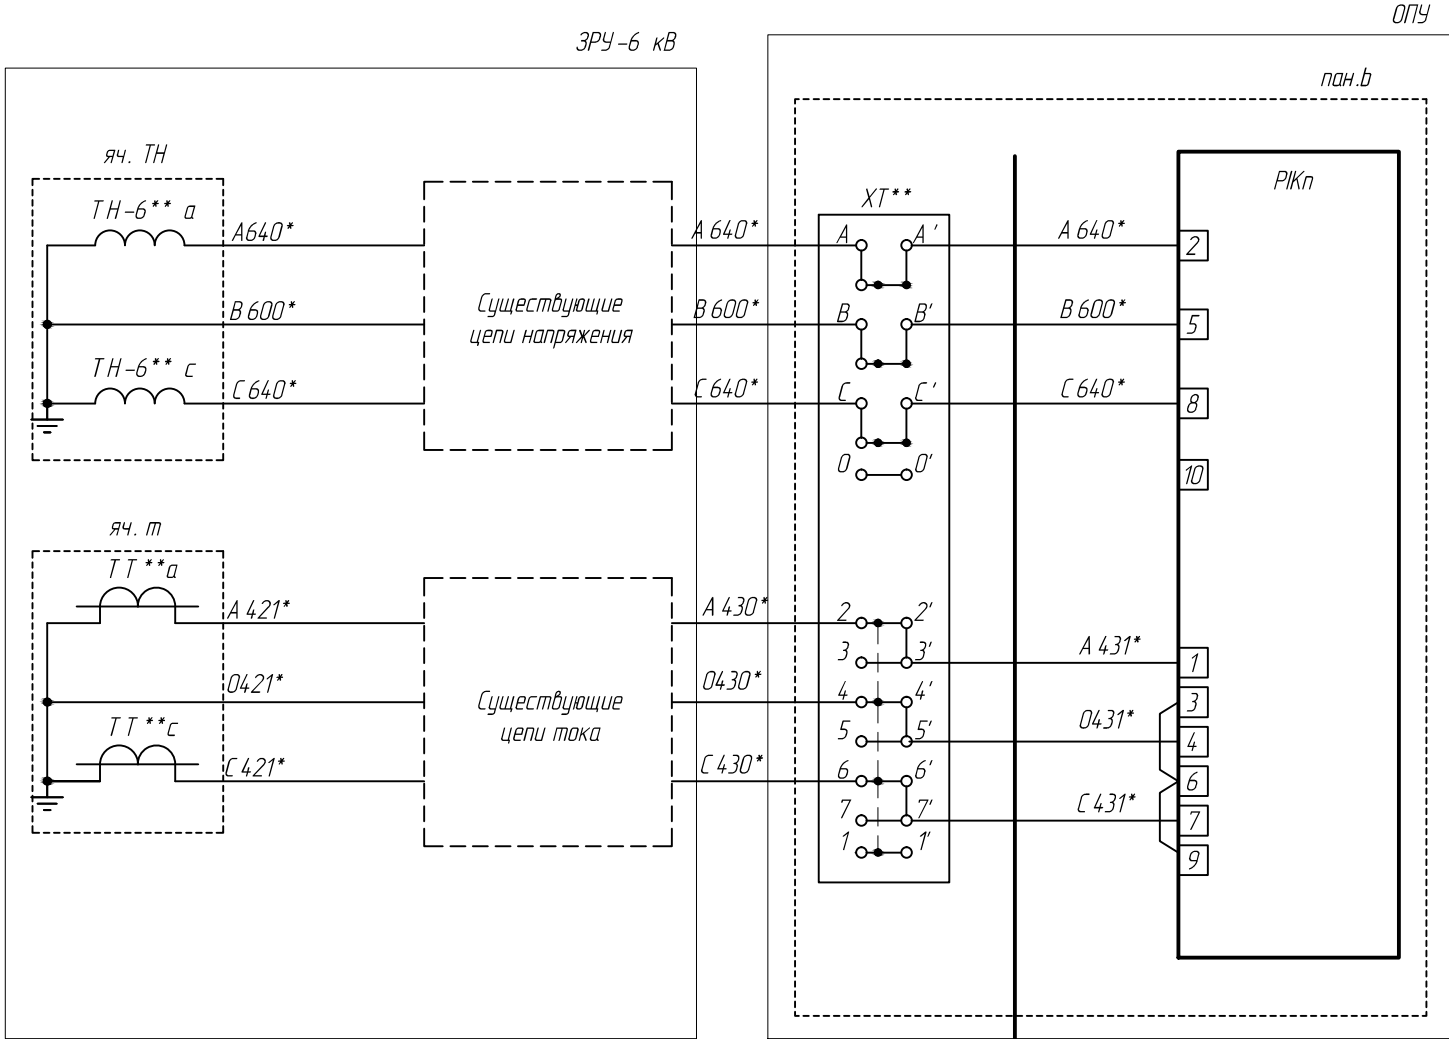 ОПУ
ЗРУ-6 кВ
пан.b
яч. ТН
ТН-6** а
А640*
В 600*
ТН-6** с
С 640*
Существующие
цепи напряжения
А 640*
В 600*
С 640*
ХТ**
А А'
В В'
С С'
0 0'
А 640*
В 600*
С 640*
PIKn
2
5
8
10
яч. m
ТТ **а
А 421*
0421*
ТТ **с
С 421*
Существующие
цепи тока
А 430*
0430*
С 430*
2 2'
3 3'
4 4'
5 5'
6 6'
7 7'
1 1'
А 431*
0431*
С 431*
1
3
4
6
7
9